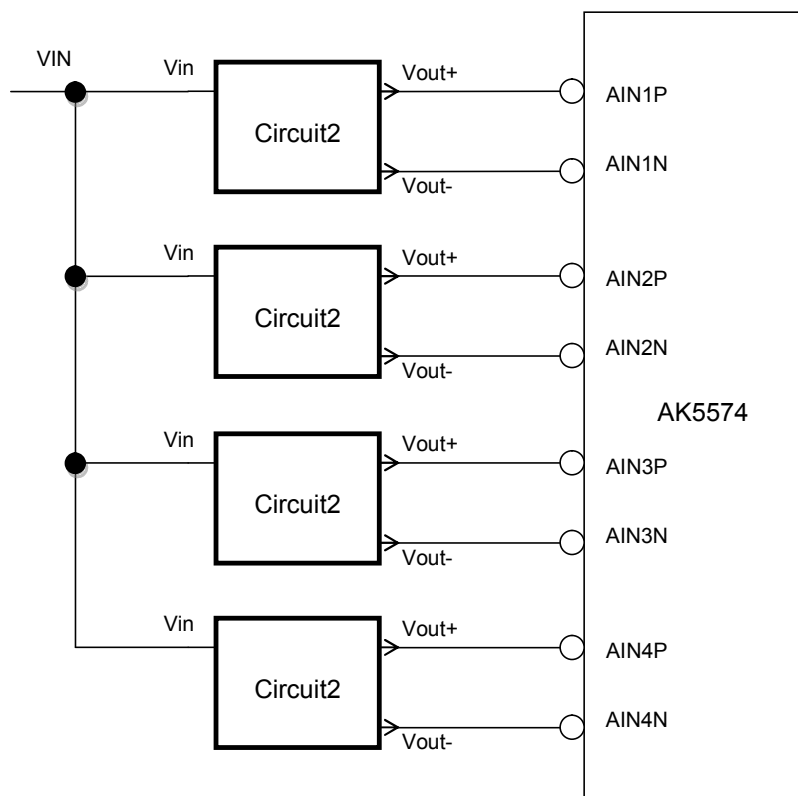 VIN
Vin
Circuit2
Vout+
Vout-
AIN1P
AIN1N
Vin
Circuit2
Vout+
Vout-
AIN2P
AIN2N
AK5574
Vin
Circuit2
Vout+
Vout-
AIN3P
AIN3N
Vin
Circuit2
Vout+
Vout-
AIN4P
AIN4N